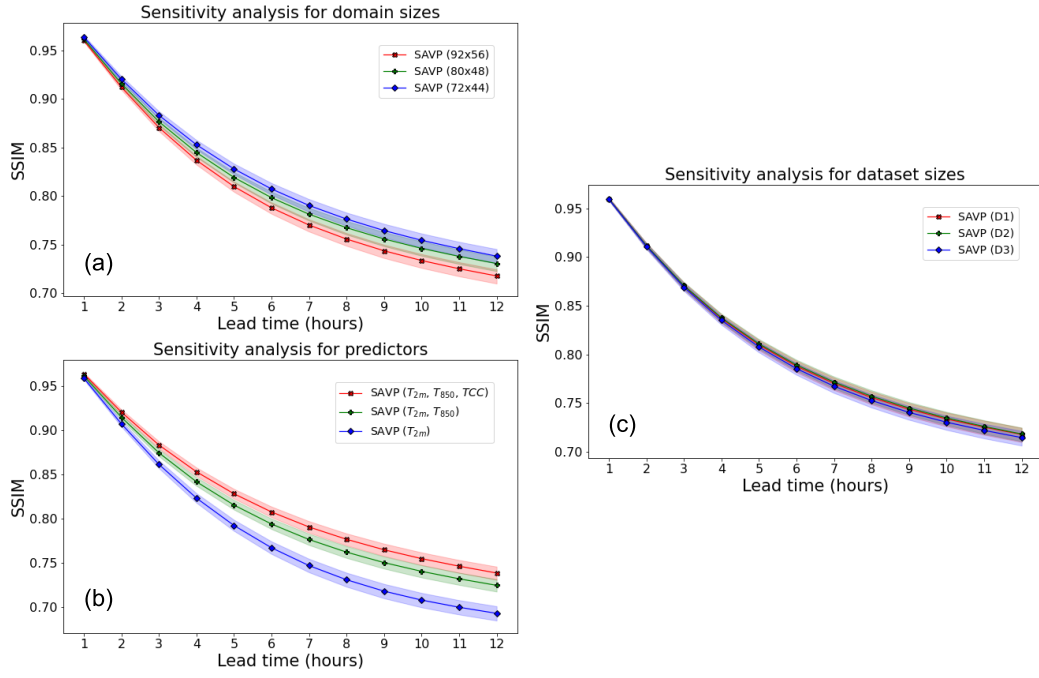 Sensitivity analysis for domain sizes
SSIM
0.95
0.90
0.85
0.80
0.75
0.70
SAVP (92x56)
SAVP (80x48)
SAVP (72x44)
(a)
1 2 3 4 5 6 7 8 9 10 11 12
Lead time (hours)
Sensitivity analysis for predictors
SSIM
0.95
0.90
0.85
0.80
0.75
0.70
SAVP (T2m, T850, TCC)
SAVP (T2m, T850)
SAVP (T2m)
(b)
1 2 3 4 5 6 7 8 9 10 11 12
Lead time (hours)
Sensitivity analysis for dataset sizes
SSIM
0.95
0.90
0.85
0.80
0.75
0.70
SAVP (D1)
SAVP (D2)
SAVP (D3)
(c)
1 2 3 4 5 6 7 8 9 10 11 12
Lead time (hours)